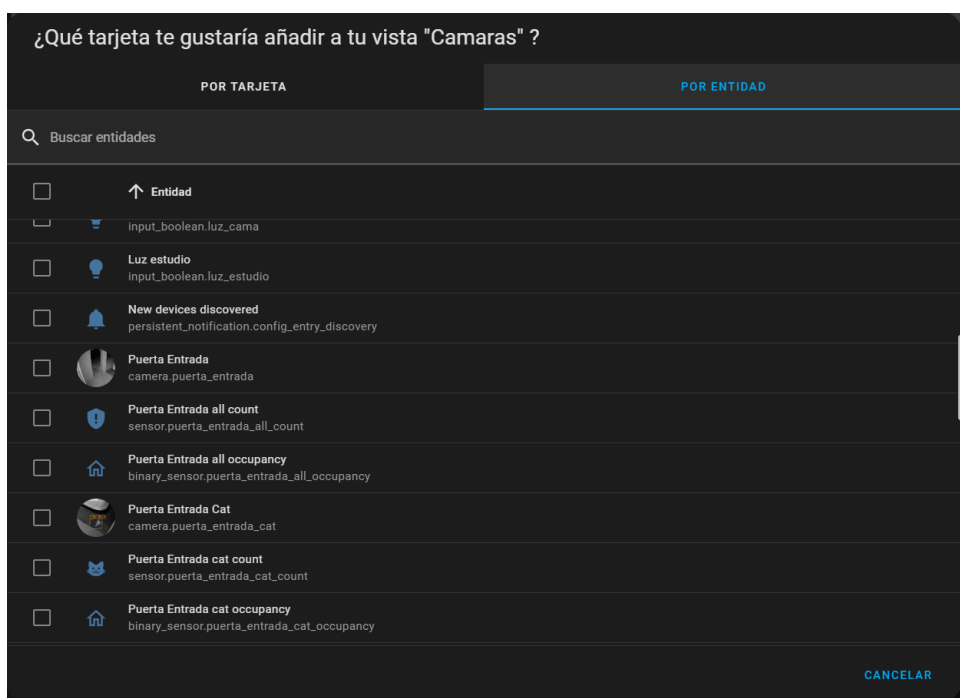 ¿Qué tarjeta te gustaría añadir a tu vista "Camaras" ?
POR TARJETA
POR ENTIDAD
Buscar entidades
Entidad
input_boolean.luz_cama
Luz estudio
input_boolean.luz_estudio
New devices discovered
persistent_notification.config_entry_discovery
Puerta Entrada
camera.puerta_entrada
Puerta Entrada all count
sensor.puerta_entrada_all_count
Puerta Entrada all occupancy
binary_sensor.puerta_entrada_all_occupancy
Puerta Entrada Cat
camera.puerta_entrada_cat
Puerta Entrada cat count
sensor.puerta_entrada_cat_count
Puerta Entrada cat occupancy
binary_sensor.puerta_entrada_cat_occupancy
CANCELAR